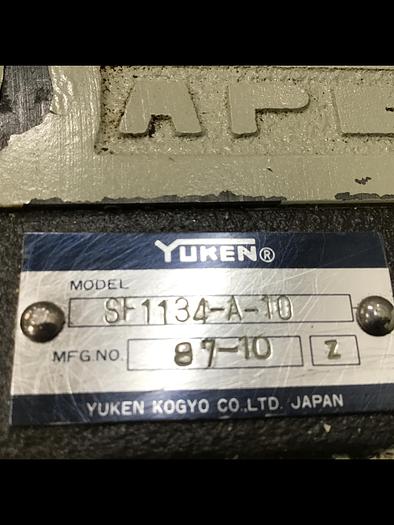 YUKEN®
MODEL SF1134-A-10
MFG.NO. 87-10 Z
YUKEN KOGYO CO.,LTD. JAPAN